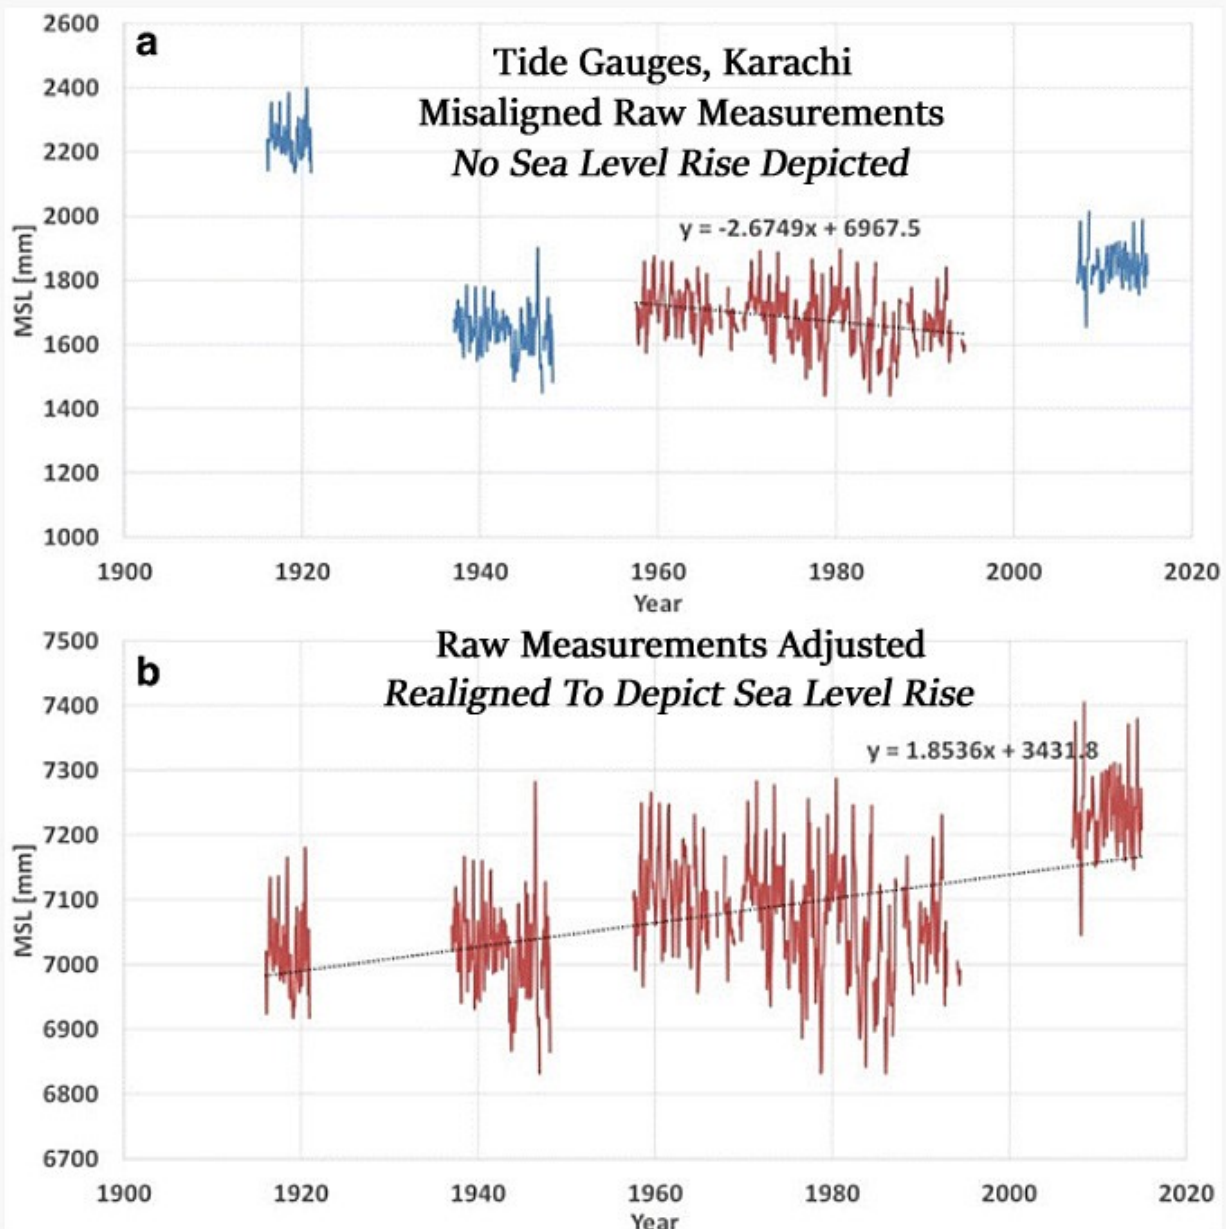 2600
a
Tide Gauges, Karachi
2400
Misaligned Raw Measurements
2200
No Sea Level Rise Depicted
2000
y = -2.6749x + 6967.5
MSL [mm]
1800
1600
1400
1200
1000
1900 1920 1940 1960 1980 2000 2020
Year
7500
Raw Measurements Adjusted
b
Realigned To Depict Sea Level Rise
7400
y = 1.8536x + 3431.8
7300
7200
MSL [mm]
7100
7000
6900
6800
6700
1900 1920 1940 1960 1980 2000 2020
Year